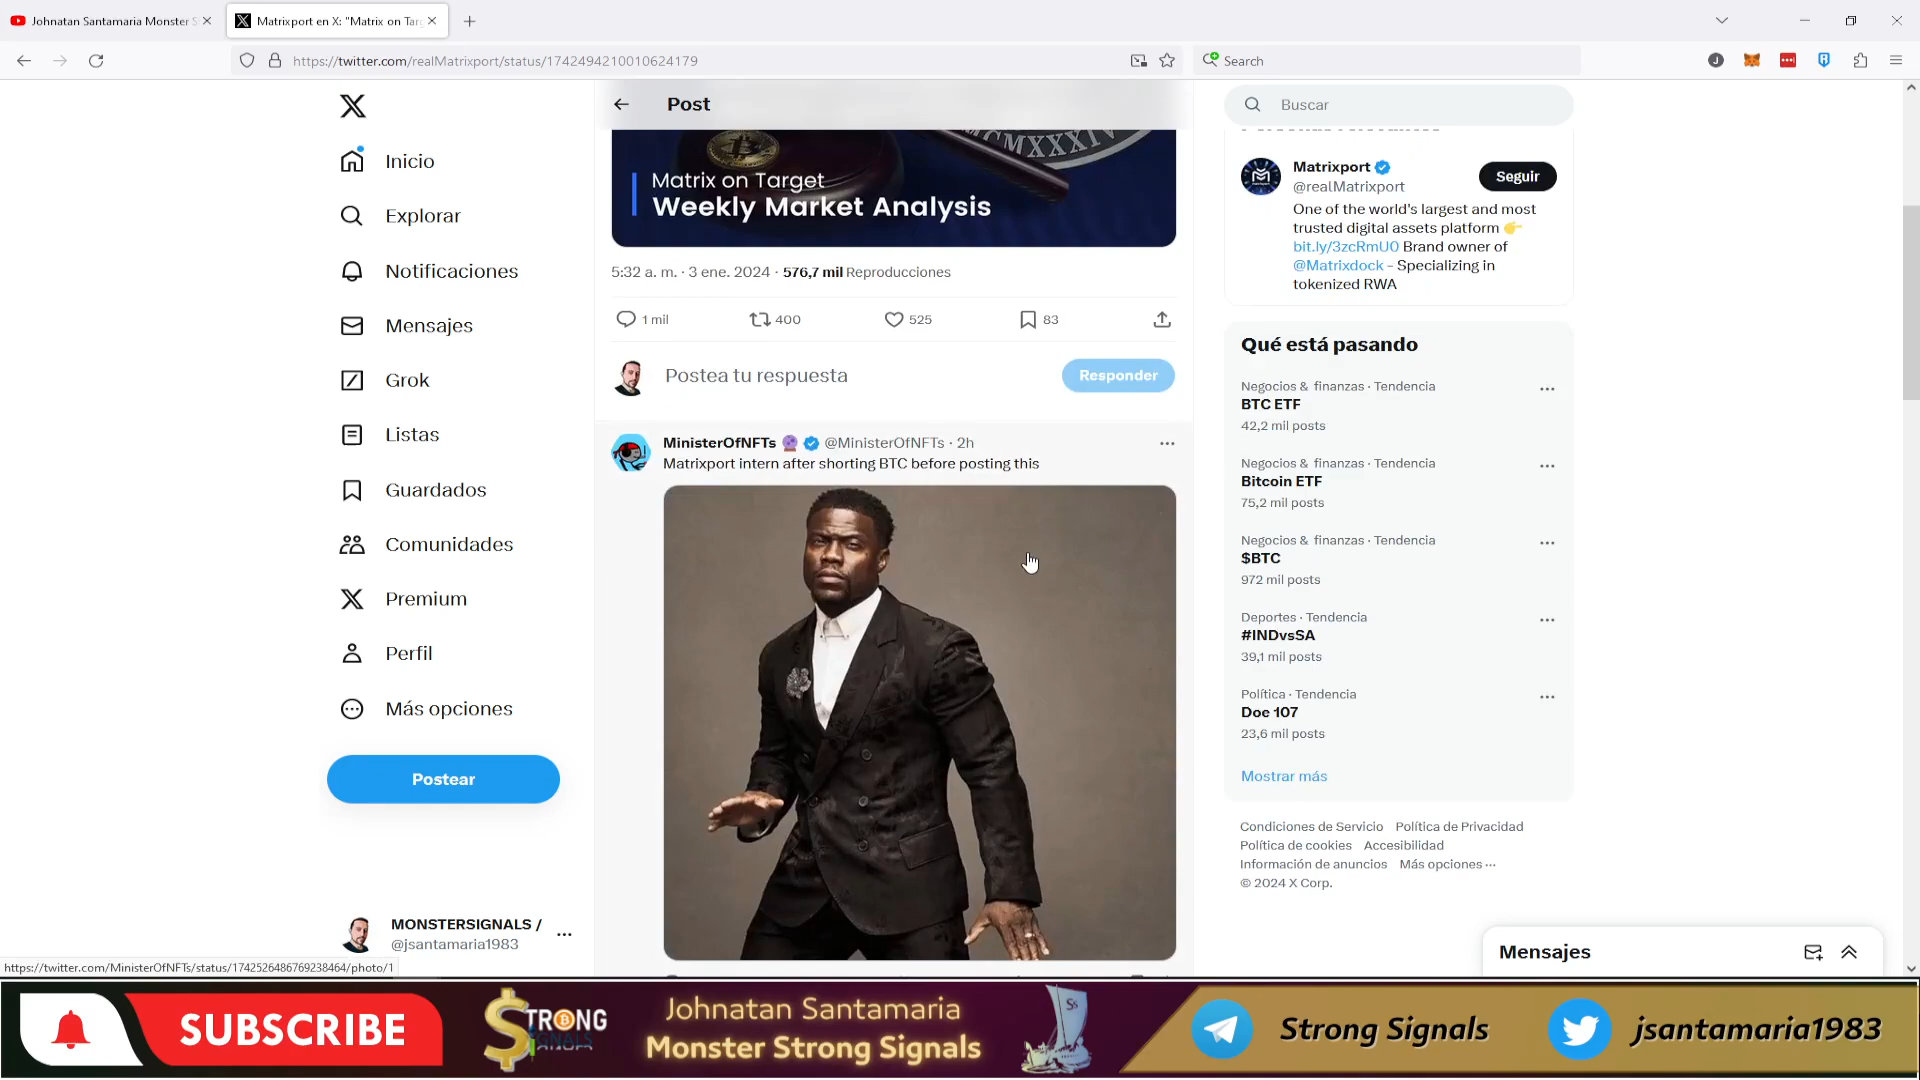 Johnatan Santamaria Monster S
Matrixport en X: "Matrix on Tar
https://twitter.com/realMatrixport/status/1742494210010624179
Search
J
Post
Buscar
Inicio
Explorar
Notificaciones
Mensajes
Grok
Listas
Guardados
Comunidades
Premium
Perfil
Más opciones
Postear
MONSTERSIGNALS /
@jsantamaria1983
MCMXXXIV
Matrix on Target
Weekly Market Analysis
5:32 a. m. · 3 ene. 2024 · 576,7 mil Reproducciones
1 mil
400
525
83
Postea tu respuesta
Responder
MinisterOfNFTs @MinisterOfNFTs · 2h
Matrixport intern after shorting BTC before posting this
Matrixport
@realMatrixport
Seguir
One of the world's largest and most
trusted digital assets platform
bit.ly/3zcRmU0 Brand owner of
@Matrixdock - Specializing in
tokenized RWA
Qué está pasando
Negocios & finanzas · Tendencia
BTC ETF
42,2 mil posts
Negocios & finanzas · Tendencia
Bitcoin ETF
75,2 mil posts
Negocios & finanzas · Tendencia
$BTC
972 mil posts
Deportes · Tendencia
#INDvsSA
39,1 mil posts
Política · Tendencia
Doe 107
23,6 mil posts
Mostrar más
Condiciones de Servicio Política de Privacidad
Política de cookies Accesibilidad
Información de anuncios Más opciones ···
© 2024 X Corp.
Mensajes
https://twitter.com/MinisterOfNFTs/status/1742526486769238464/photo/1
SUBSCRIBE
STRONG
SIGNALS
Johnatan Santamaria
Monster Strong Signals
Ss
Strong Signals
jsantamaria1983